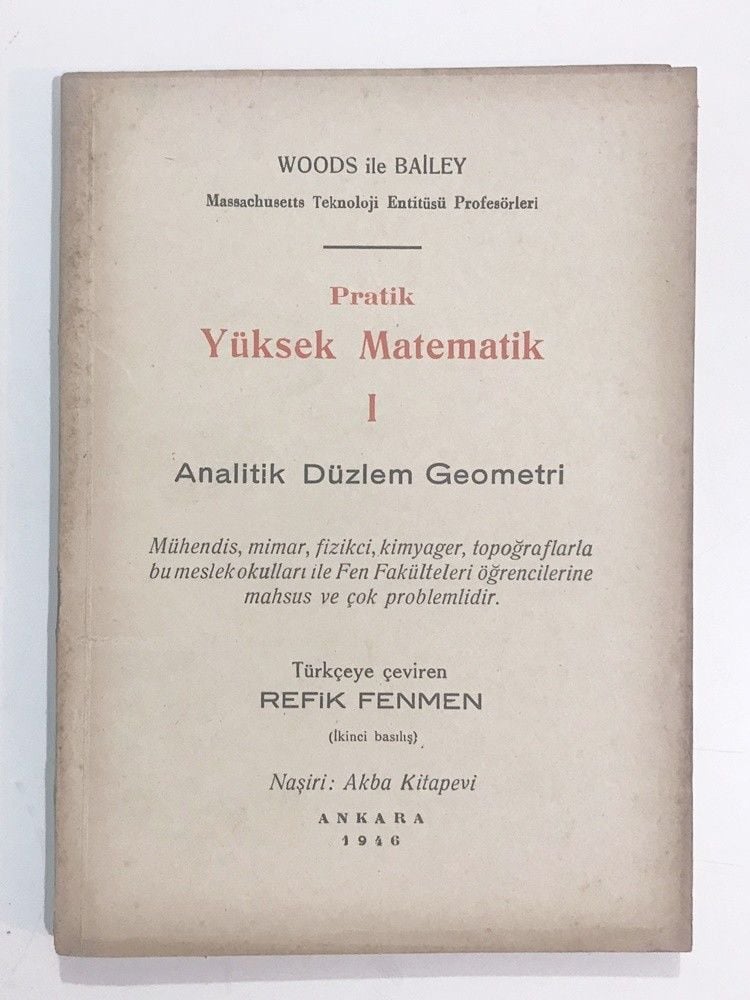 WOODS ile BAİLEY
Massachusetts Teknoloji Entitüsü Profesörleri
Pratik
Yüksek Matematik
I
Analitik Düzlem Geometri
Mühendis, mimar, fizikci, kimyager, topoğraflarla
bu meslek okulları ile Fen Fakülteleri öğrencilerine
mahsus ve çok problemlidir.
Türkçeye çeviren
REFİK FENMEN
(İkinci basılış)
Naşiri: Akba Kitapevi
ANKARA
1946